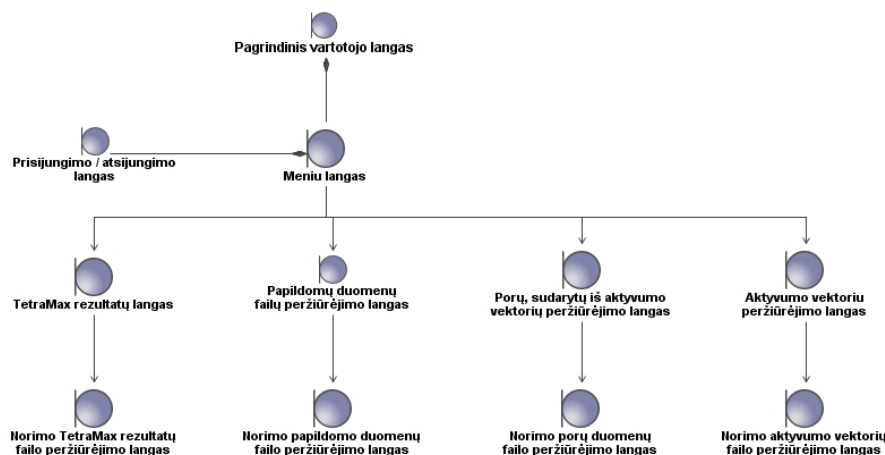 Pagrindinis vartotojo langas
Prisijungimo / atsijungimo
langas
Meniu langas
TetraMax rezultatų langas
Papildomų duomenų
failų peržiūrėjimo langas
Porų, sudarytų iš aktyvumo
vektorių peržiūrėjimo langas
Aktyvumo vektoriu
peržiūrėjimo langas
Norimo TetraMax rezultatų
failo peržiūrėjimo langas
Norimo papildomo duomenų
failo peržiūrėjimo langas
Norimo porų duomenų
failo peržiūrėjimo langas
Norimo aktyvumo vektorių
failo peržiūrėjimo langas